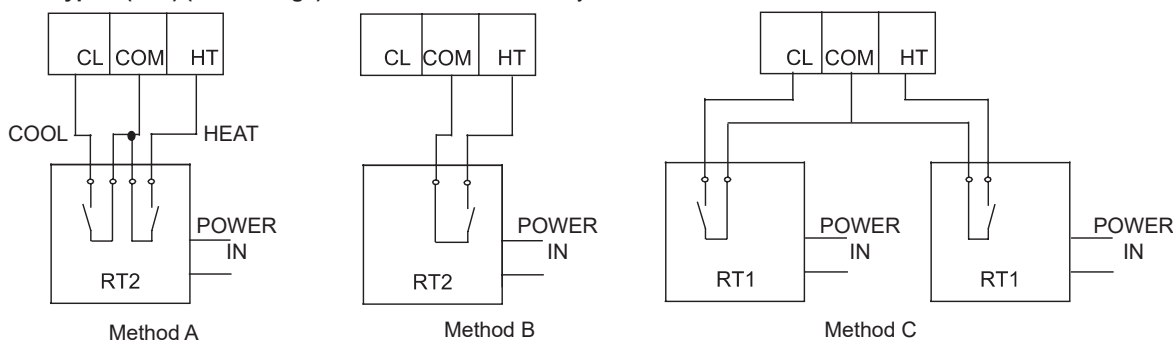 CL COM HT
COOL
HEAT
POWER
IN
RT2
Method A
CL COM HT
POWER
IN
RT2
Method B
CL COM HT
POWER
IN
RT1
POWER
IN
RT1
Method C